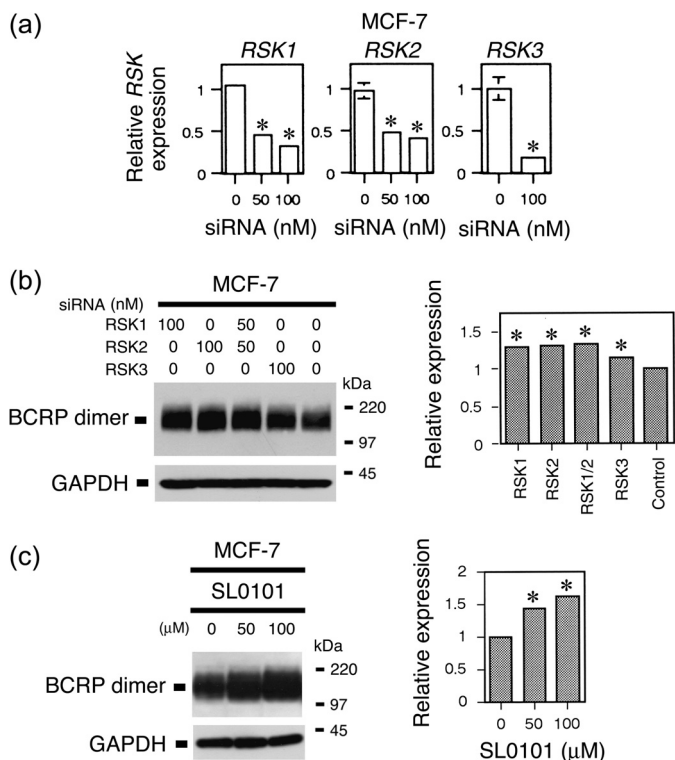 (a)
MCF-7
RSK1 RSK2 RSK3
Relative RSK expression
1 1 1
0.5 0.5 0.5
0 0 0
* * * * *
0 50 100 0 50 100 0 100
siRNA (nM) siRNA (nM) siRNA (nM)
(b)
MCF-7
siRNA (nM)
RSK1 100 0 50 0 0
RSK2 0 100 50 0 0
RSK3 0 0 0 100 0
kDa
BCRP dimer
220
97
45
GAPDH
Relative expression
1.5
1
0.5
0
* * * *
RSK1 RSK2 RSK1/2 RSK3 Control
(c)
MCF-7
SL0101
(μM) 0 50 100
kDa
BCRP dimer
220
97
45
GAPDH
Relative expression
2
1.5
1
0.5
0
* *
0 50 100
SL0101 (μM)